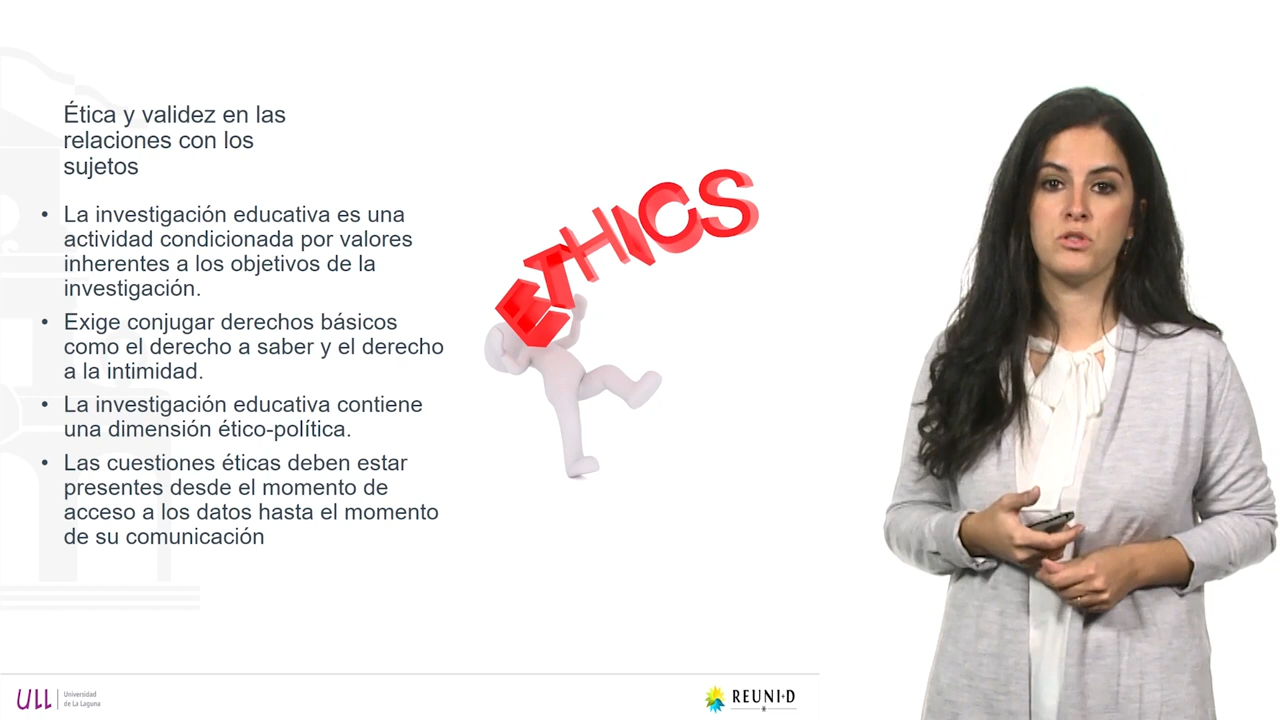 Ética y validez en las
relaciones con los
sujetos
• La investigación educativa es una
actividad condicionada por valores
inherentes a los objetivos de la
investigación.
• Exige conjugar derechos básicos
como el derecho a saber y el derecho
a la intimidad.
• La investigación educativa contiene
una dimensión ético-política.
• Las cuestiones éticas deben estar
presentes desde el momento de
acceso a los datos hasta el momento
de su comunicación
ETHICS
ULL
Universidad
de La Laguna
REUNI+D